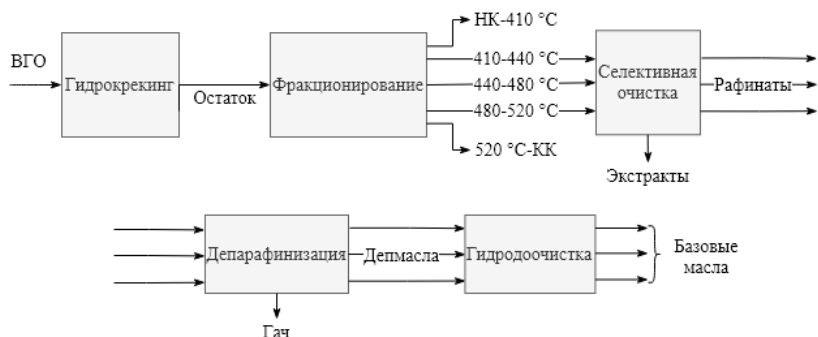 НК-410 °С
ВГО
Гидрокрекинг
Остаток
Фракционирование
410-440 °С
440-480 °С
480-520 °С
520 °С-КК
Селективная
очистка
Рафинаты
Экстракты
Депарафинизация
Депмасла
Гидродоочистка
Базовые
масла
Гач